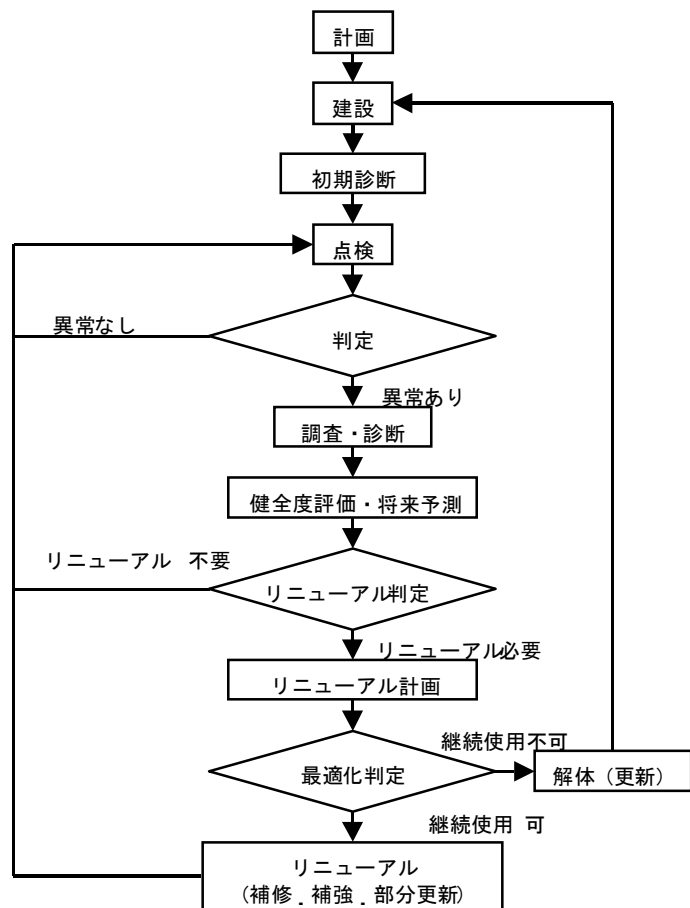 計画
建設
初期診断
点検
異常なし
判定
異常あり
調査・診断
健全度評価・将来予測
リニューアル 不要
リニューアル判定
リニューアル必要
リニューアル計画
継続使用不可
最適化判定
解体（更新）
継続使用 可
リニューアル
(補修．補強．部分更新)